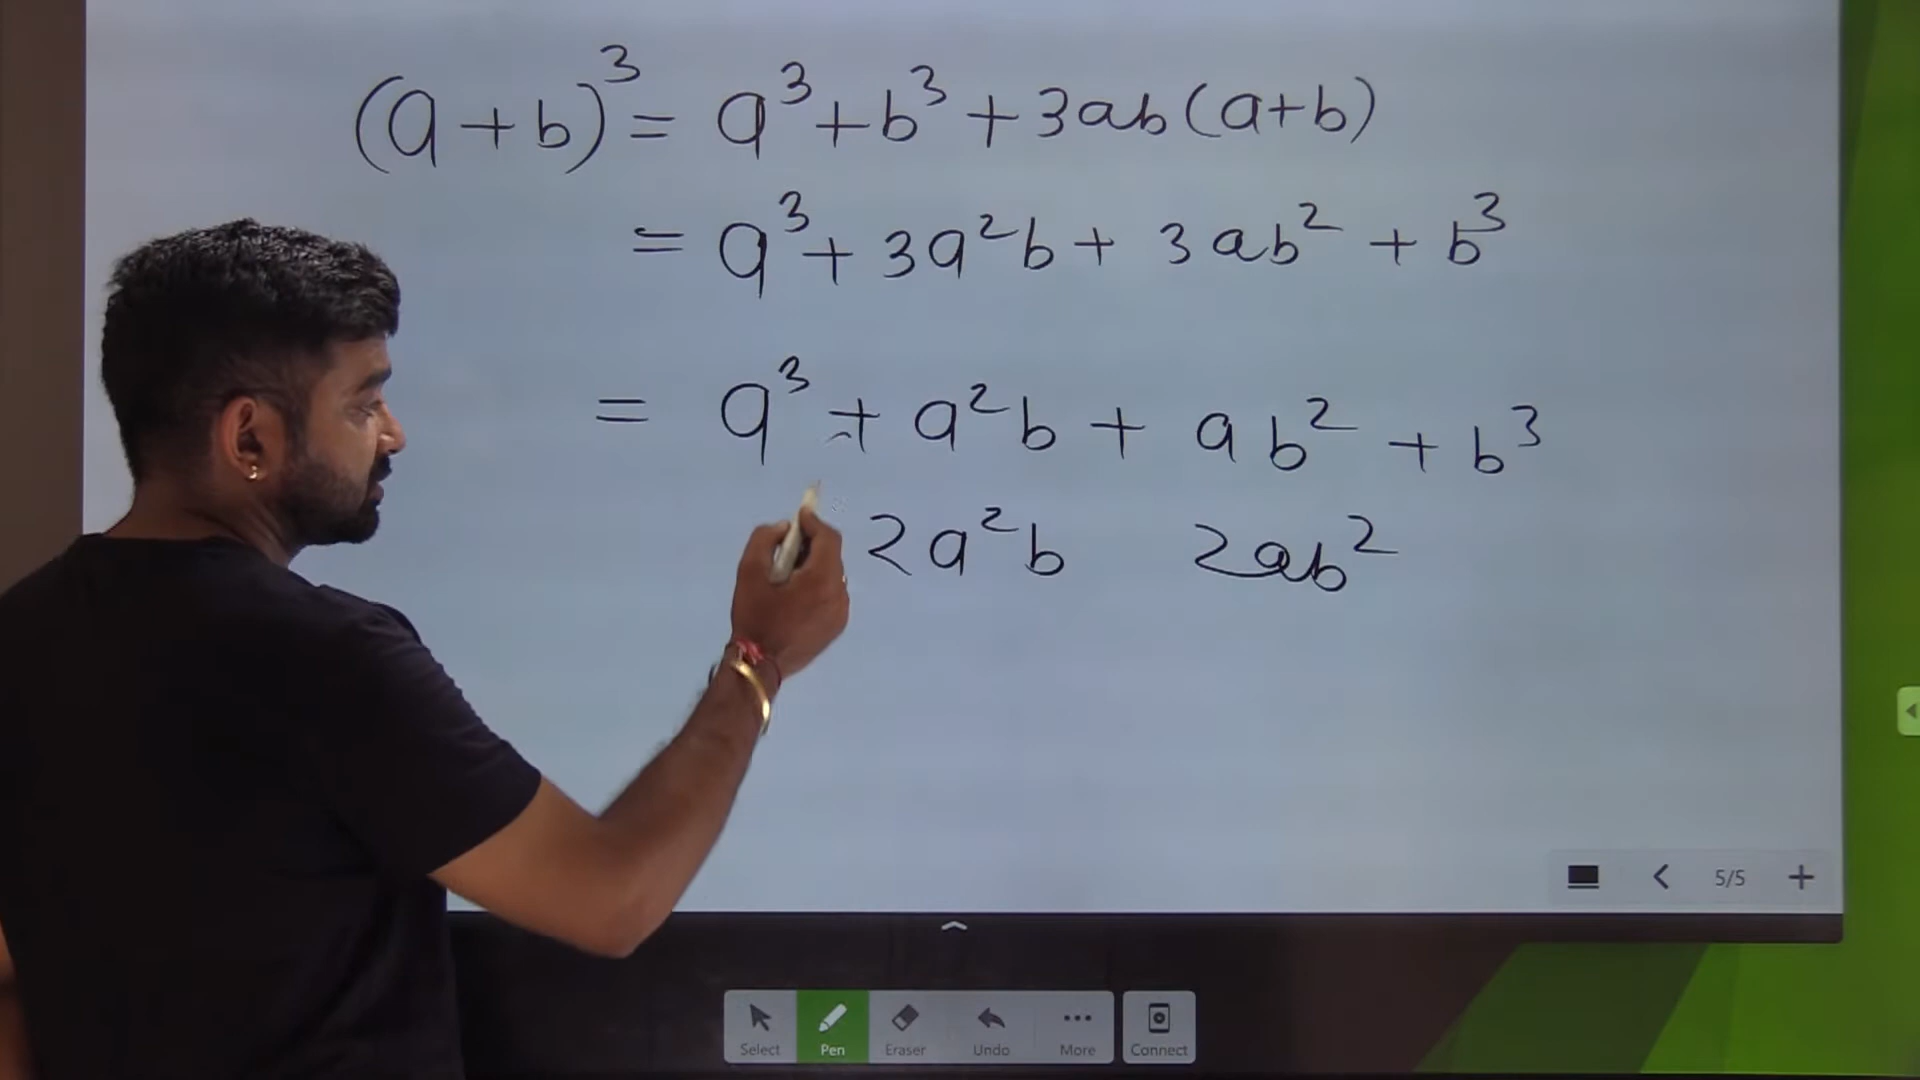 (a+b)³ = a³+b³+3ab(a+b)
= a³+3a²b+3ab²+b³
= a³+a²b+ab²+b³
2a²b 2ab²
5/5
Select Pen Eraser Undo More Connect